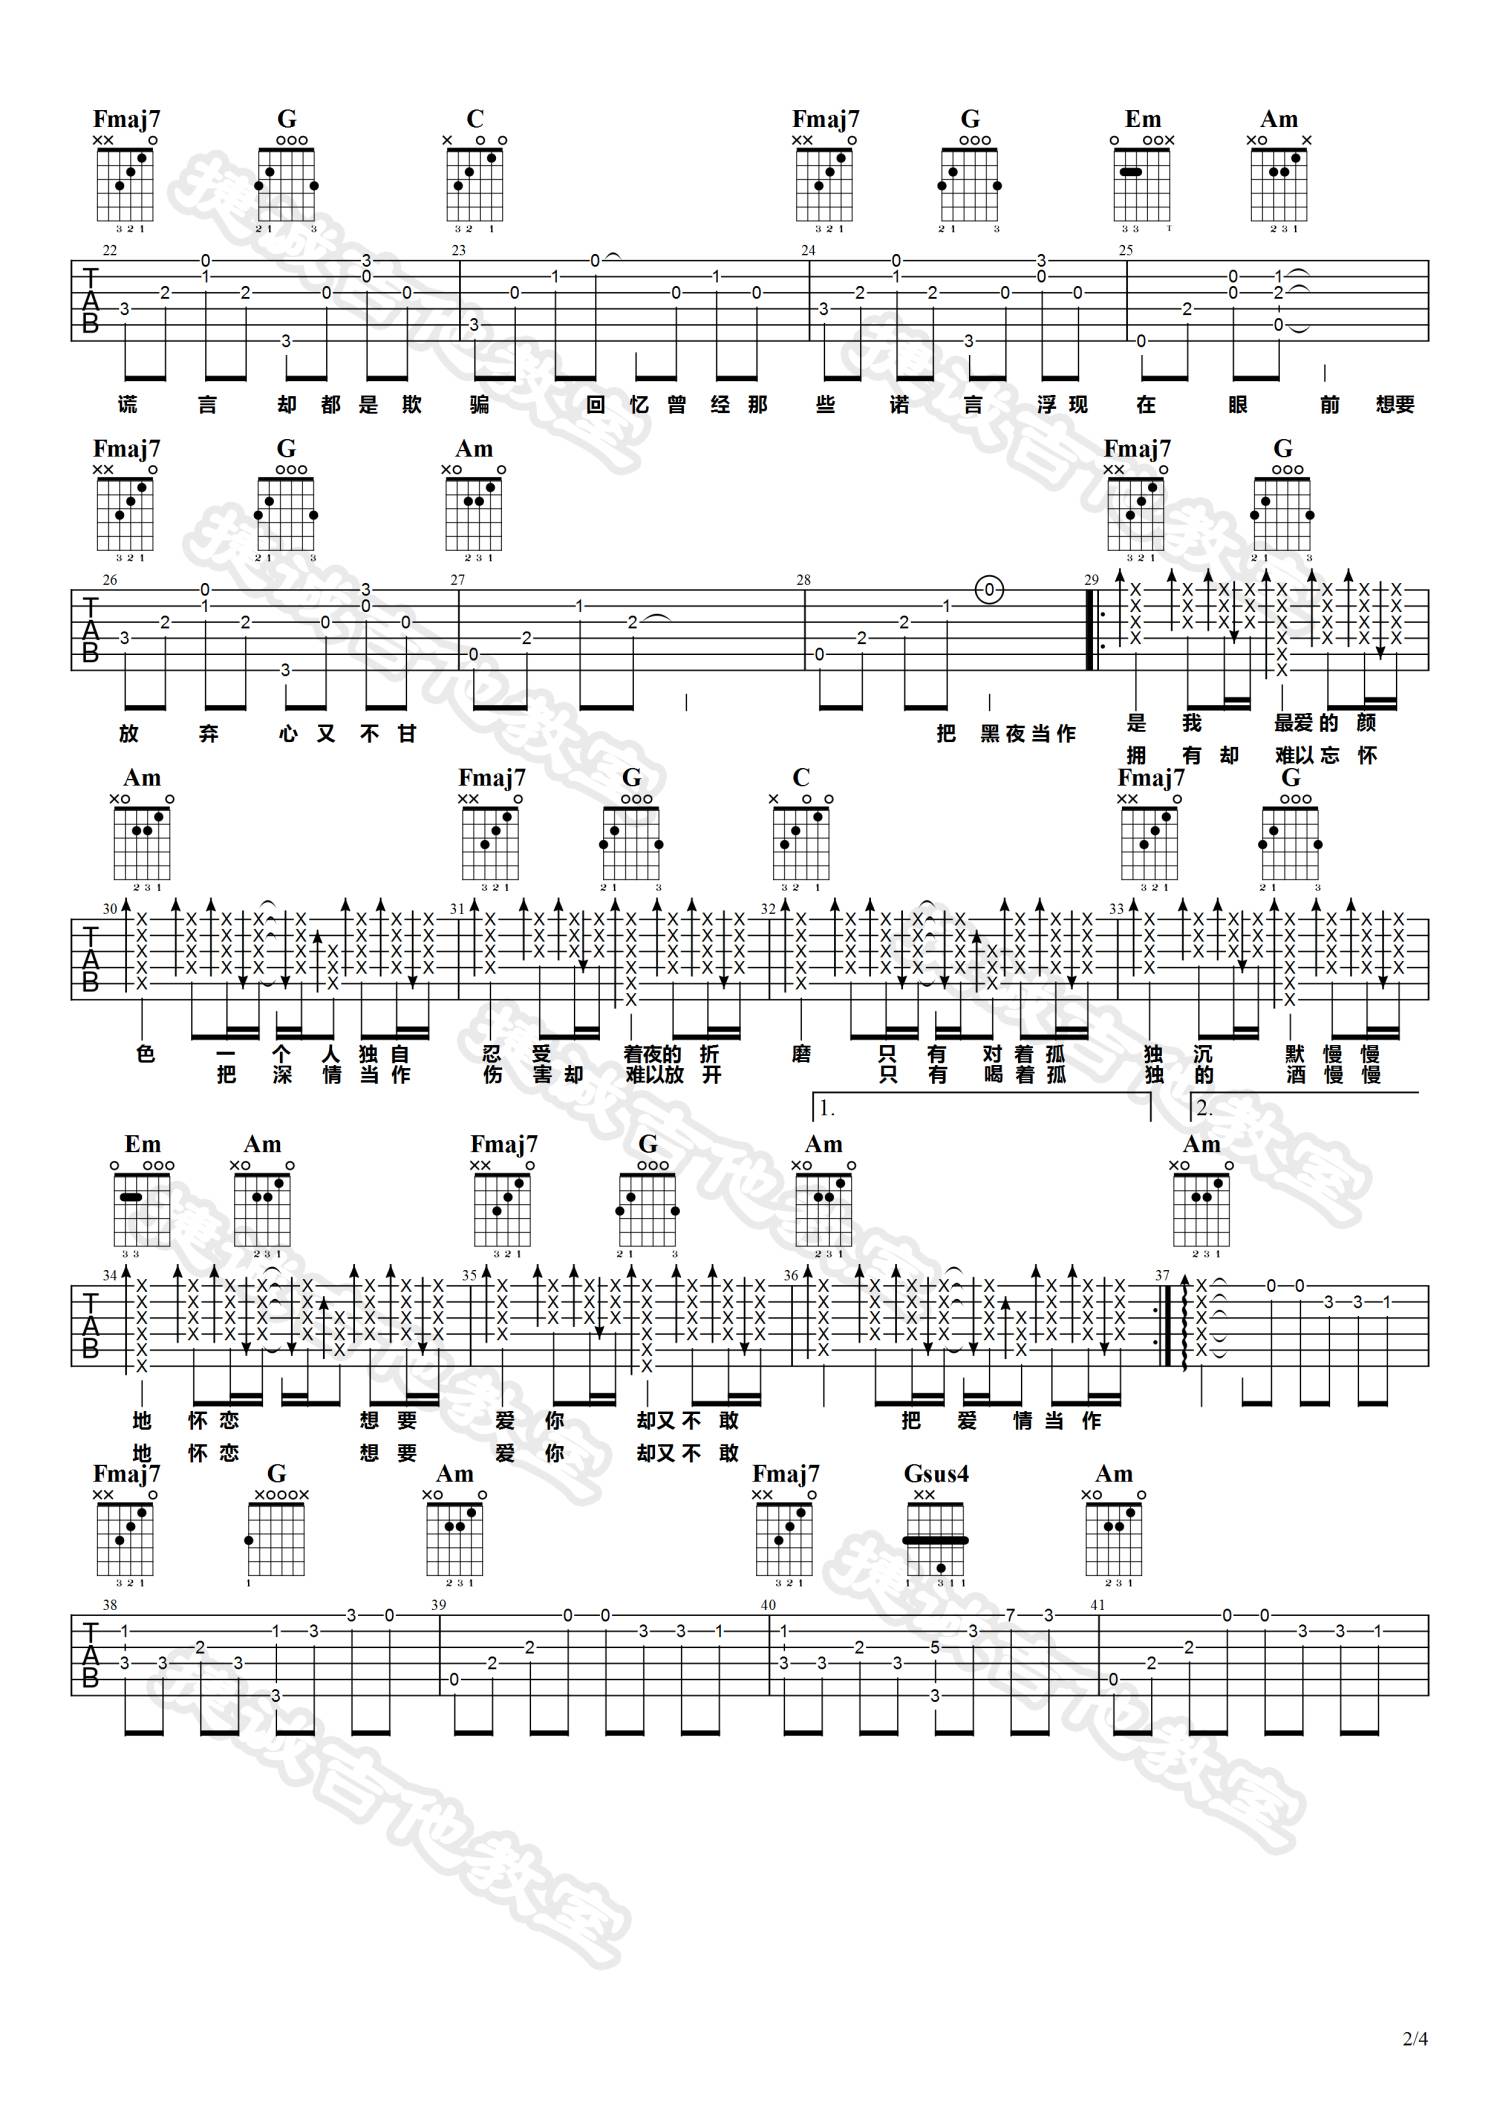 Fmaj7 G C Fmaj7 G Em Am
22 23 24 25
谎 言 却 都 是 欺 骗 回 忆 曾 经 那 些 诺 言 浮 现 在 眼 前 想要
Fmaj7 G Am Fmaj7 G
26 27 28 29
放 弃 心 又 不 甘 把 黑 夜 当 作 是 我 最爱 的 颜
拥 有 却 难以 忘 怀
Am Fmaj7 G C Fmaj7 G
30 31 32 33
色 一 个 人 独 自 忍 受 着夜的 折 磨 只 有 对 着 孤 独 沉 默 慢 慢
把 深 情 当 作 伤 害 却 难以放 开 只 有 喝 着 孤 独 的 酒 慢 慢
1. 2.
Em Am Fmaj7 G Am Am
34 35 36 37
地 怀 恋 想 要 爱 你 却又 不 敢 把 爱 情 当 作
地 怀 恋 想 要 爱 你 却又 不 敢
Fmaj7 G Am Fmaj7 Gsus4 Am
38 39 40 41
捷诚吉他教室
2/4